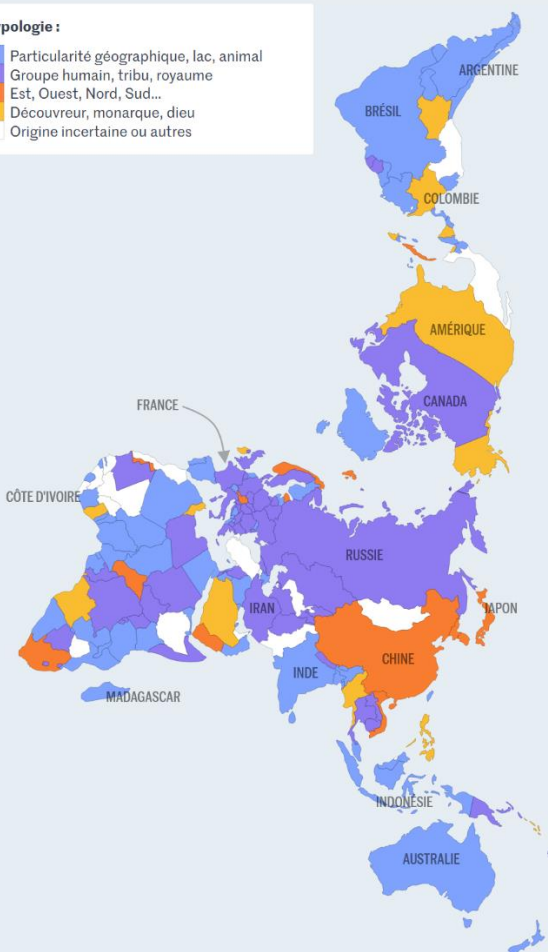 pologie :
Particularité géographique, lac, animal
Groupe humain, tribu, royaume
Est, Ouest, Nord, Sud...
Découvreur, monarque, dieu
Origine incertaine ou autres
ARGENTINE
BRÉSIL
COLOMBIE
AMÉRIQUE
CANADA
FRANCE
CÔTE D'IVOIRE
RUSSIE
IRAN
JAPON
CHINE
INDE
MADAGASCAR
INDONÉSIE
AUSTRALIE